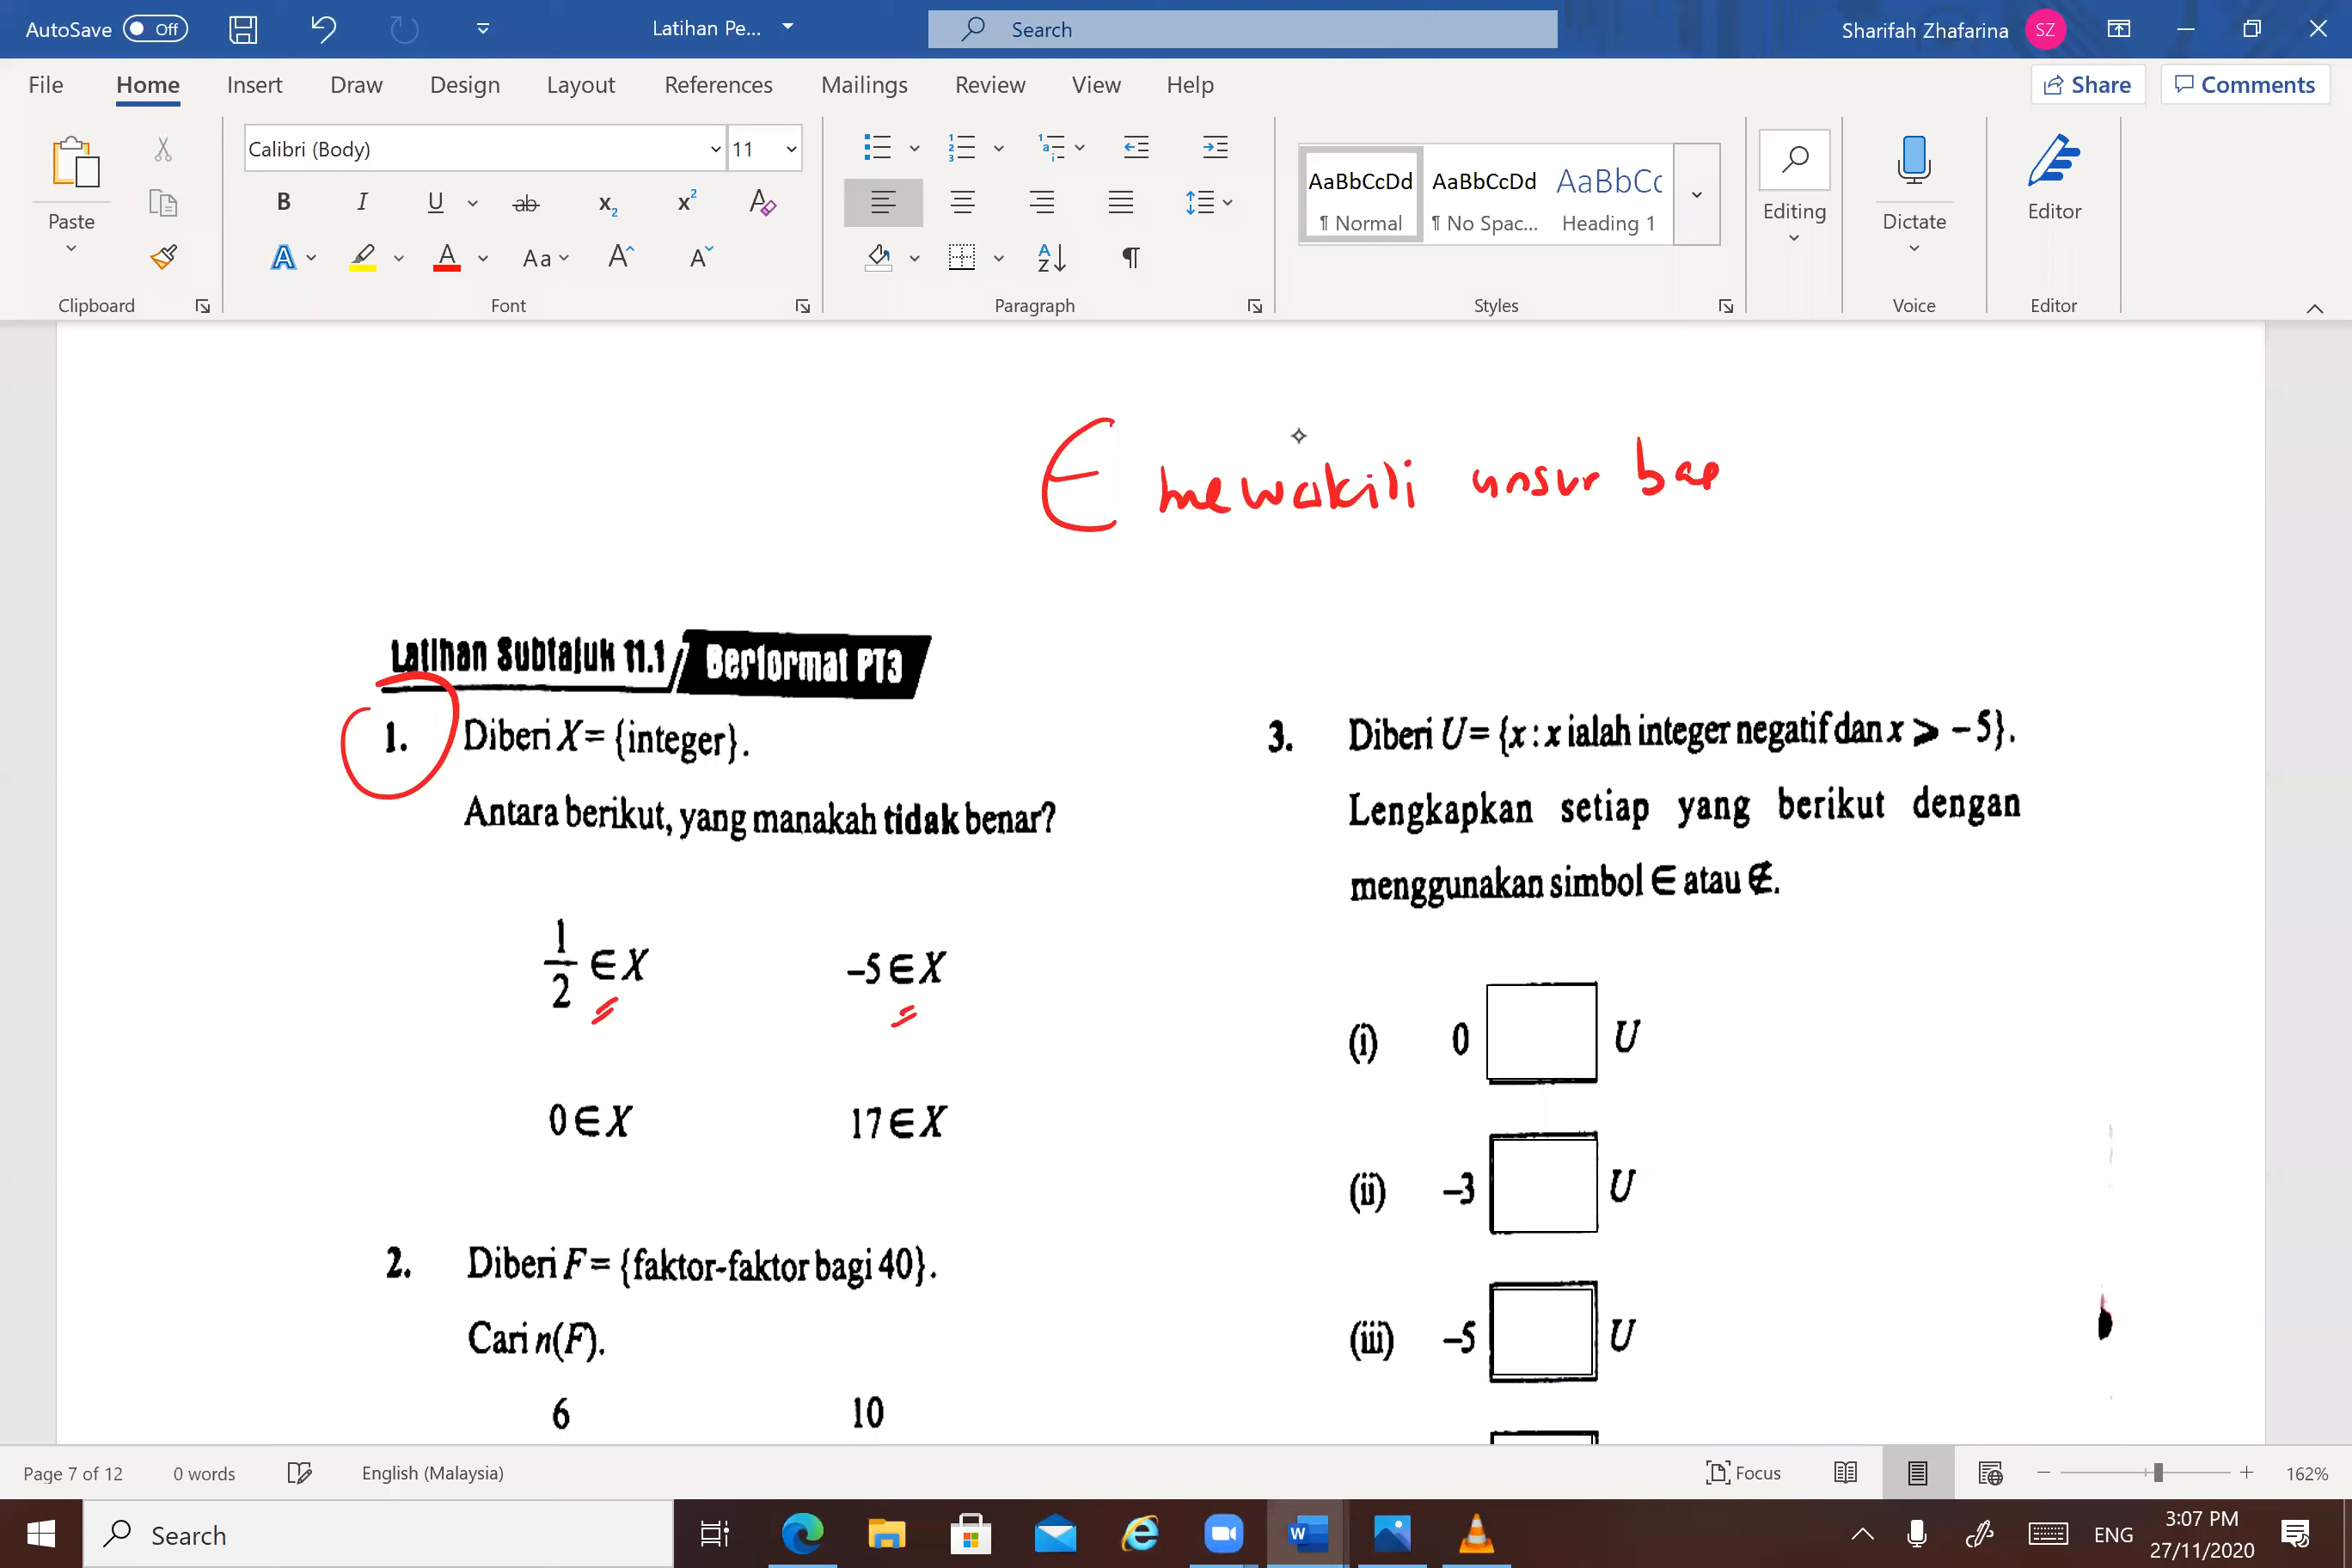 AutoSave Off Latihan Pe... Search Sharifah Zhafarina SZ
File Home Insert Draw Design Layout References Mailings Review View Help Share Comments
Calibri (Body) 11
Paste
B I U ab x₂ x² A
A A Aa A A
AaBbCcDd AaBbCcDd AaBbCc
¶ Normal ¶ No Spac... Heading 1
Editing Dictate Editor
Clipboard Font Paragraph Styles Voice Editor
∈ mewakili unsur bag
Latihan Subtajuk 11.1 Berformat PT3
1. Diberi X = {integer}.
Antara berikut, yang manakah tidak benar?
1/2 ∈ X −5 ∈ X
0 ∈ X 17 ∈ X
2. Diberi F = {faktor-faktor bagi 40}.
Cari n(F).
6 10
3. Diberi U = {x : x ialah integer negatif dan x ⩾ −5}.
Lengkapkan setiap yang berikut dengan
menggunakan simbol ∈ atau ∉.
(i) 0 U
(ii) −3 U
(iii) −5 U
Page 7 of 12 0 words English (Malaysia) Focus 162%
Search ENG 3:07 PM
27/11/2020